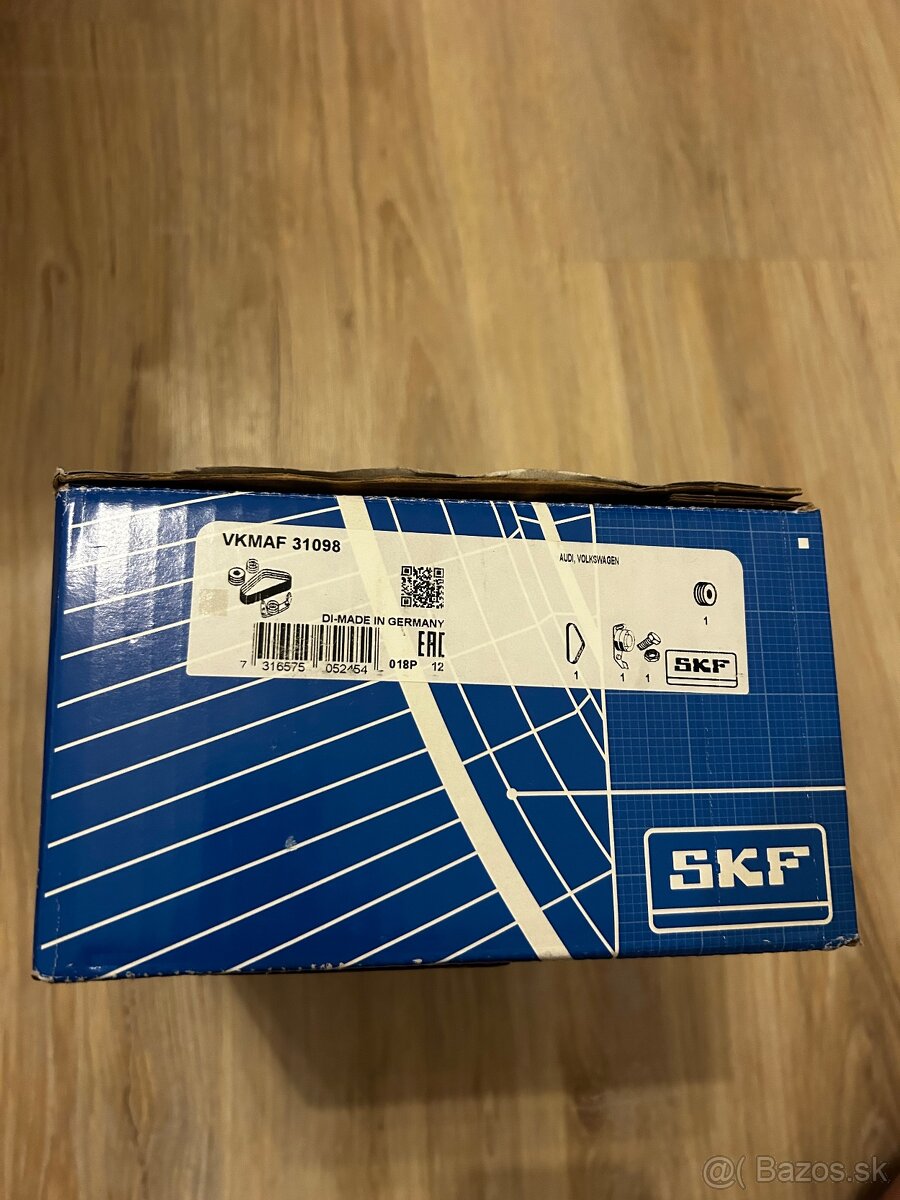 VKMAF 31098
AUDI, VOLKSWAGEN
DI-MADE IN GERMANY
7 316575 052454 018P 12
EAC
1
1
1 1
SKF
SKF
@( Bazos.sk